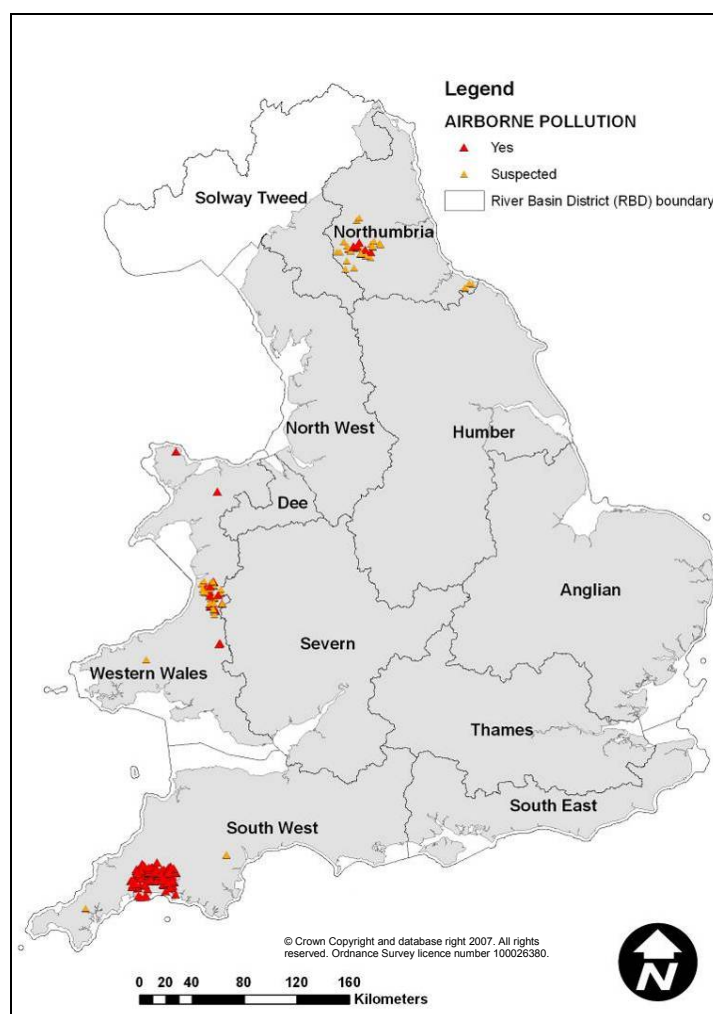 Legend
AIRBORNE POLLUTION
Yes
Suspected
River Basin District (RBD) boundary
Solway Tweed
Northumbria
North West
Humber
Dee
Anglian
Severn
Western Wales
Thames
South East
South West
© Crown Copyright and database right 2007. All rights
reserved. Ordnance Survey licence number 100026380.
0 20 40 80 120 160
Kilometers
N